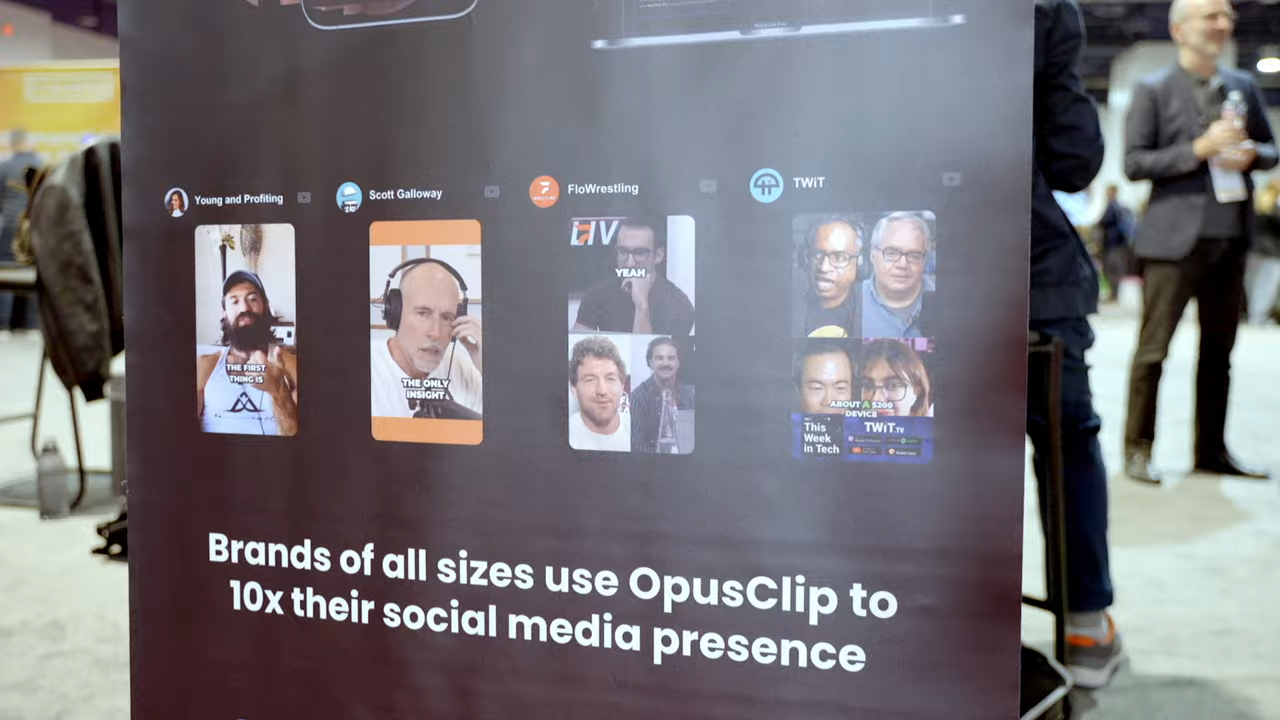 Young and Profiting
Scott Galloway
FloWrestling
TWiT
LIV
YEAH
THE FIRST
THING IS
THE ONLY
INSIGHT
ABOUT A $200
DEVICE
This
Week
in Tech
TWiT.TV
Brands of all sizes use OpusClip to
10x their social media presence